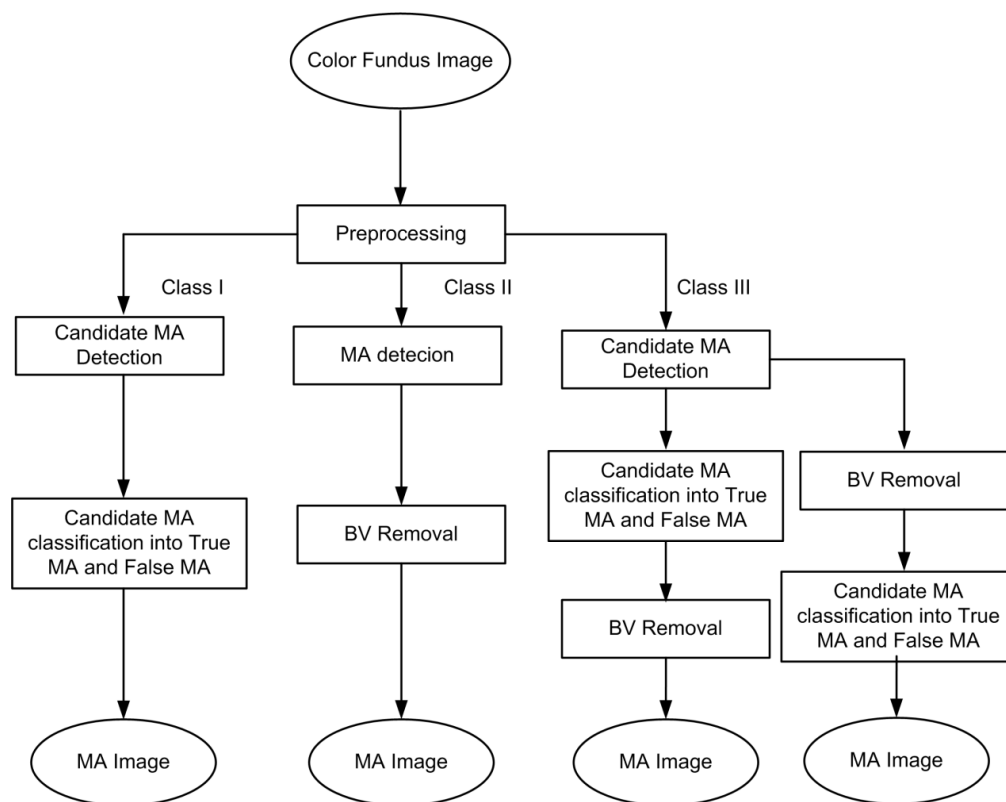 Color Fundus Image
Preprocessing
Class I
Class II
Class III
Candidate MA
Detection
MA detecion
Candidate MA
Detection
Candidate MA
classification into True
MA and False MA
BV Removal
Candidate MA
classification into True
MA and False MA
BV Removal
BV Removal
Candidate MA
classification into True
MA and False MA
MA Image
MA Image
MA Image
MA Image